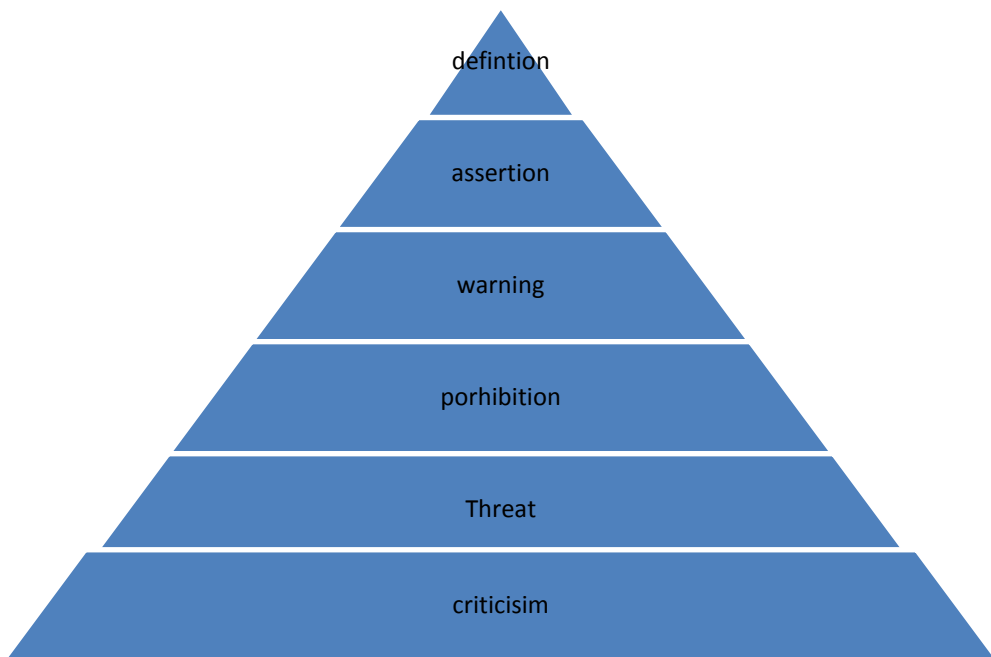 defintion
assertion
warning
porhibition
Threat
criticisim